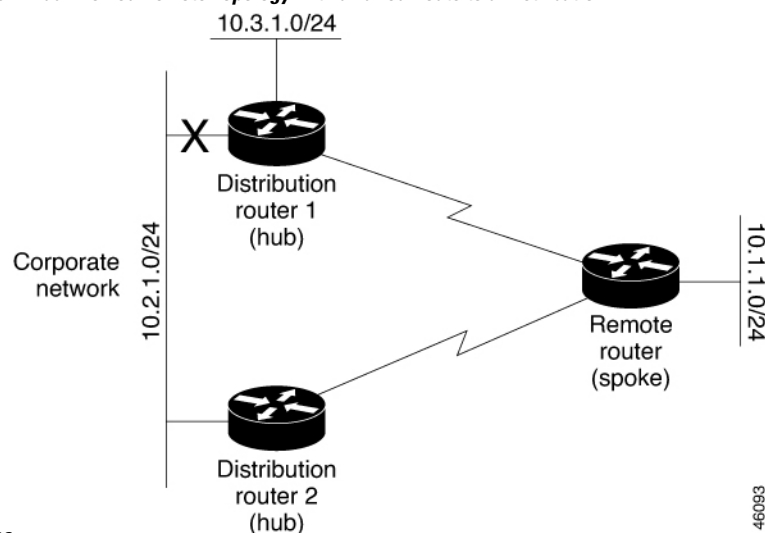 10.3.1.0/24
X
Distribution
router 1
(hub)
Corporate
network
10.2.1.0/24
10.1.1.0/24
Remote
router
(spoke)
Distribution
router 2
(hub)
46093